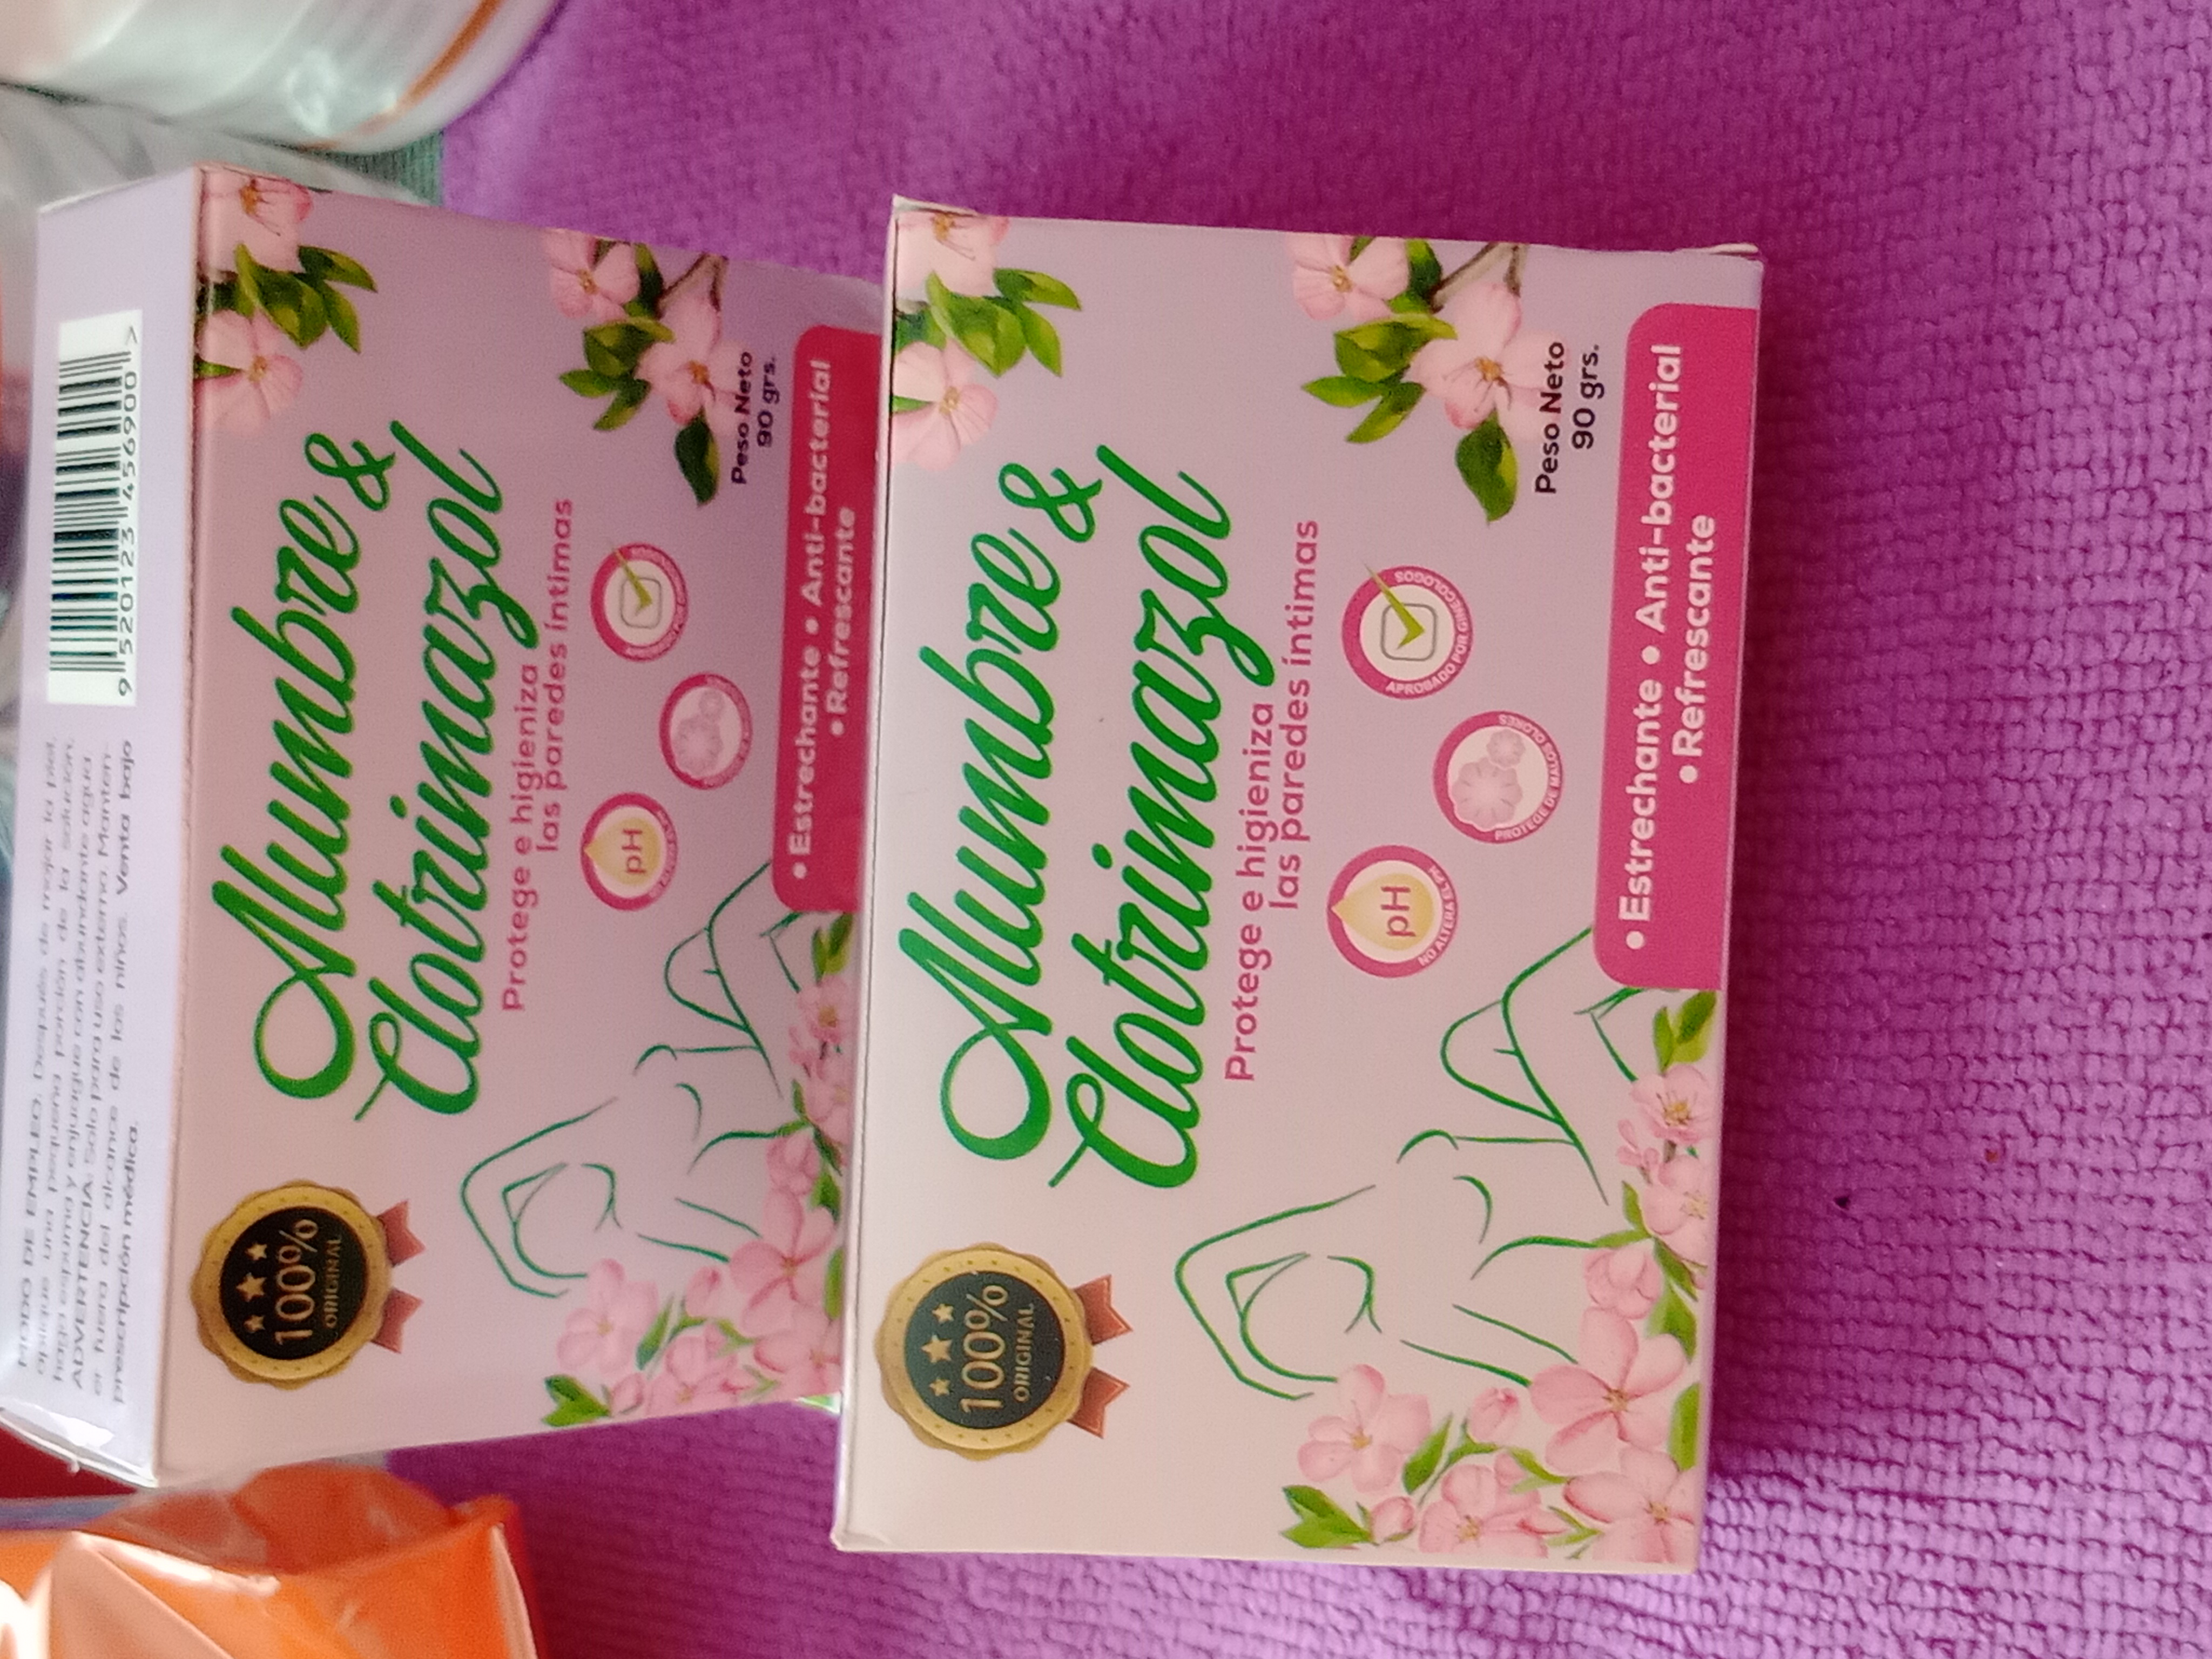 MODO DE EMPLEO: Después de mojar la piel,
ADVERTENCIA: Solo para uso externo. Manten-
fuera del alcance de los niños. Venta bajo
prescripción médica.
9 520123 456900 >
100%
ORIGINAL
Alumbre &
Clotrimazol
Protege e higieniza
las paredes íntimas
pH
Peso Neto
90 grs.
• Estrechante • Anti-bacterial
• Refrescante
100%
ORIGINAL
Alumbre &
Clotrimazol
Protege e higieniza
las paredes íntimas
pH
NO ALTERA EL PH
PROTEGE DE MALOS OLORES
APROBADO POR GINECOLOGOS
Peso Neto
90 grs.
• Estrechante • Anti-bacterial
• Refrescante